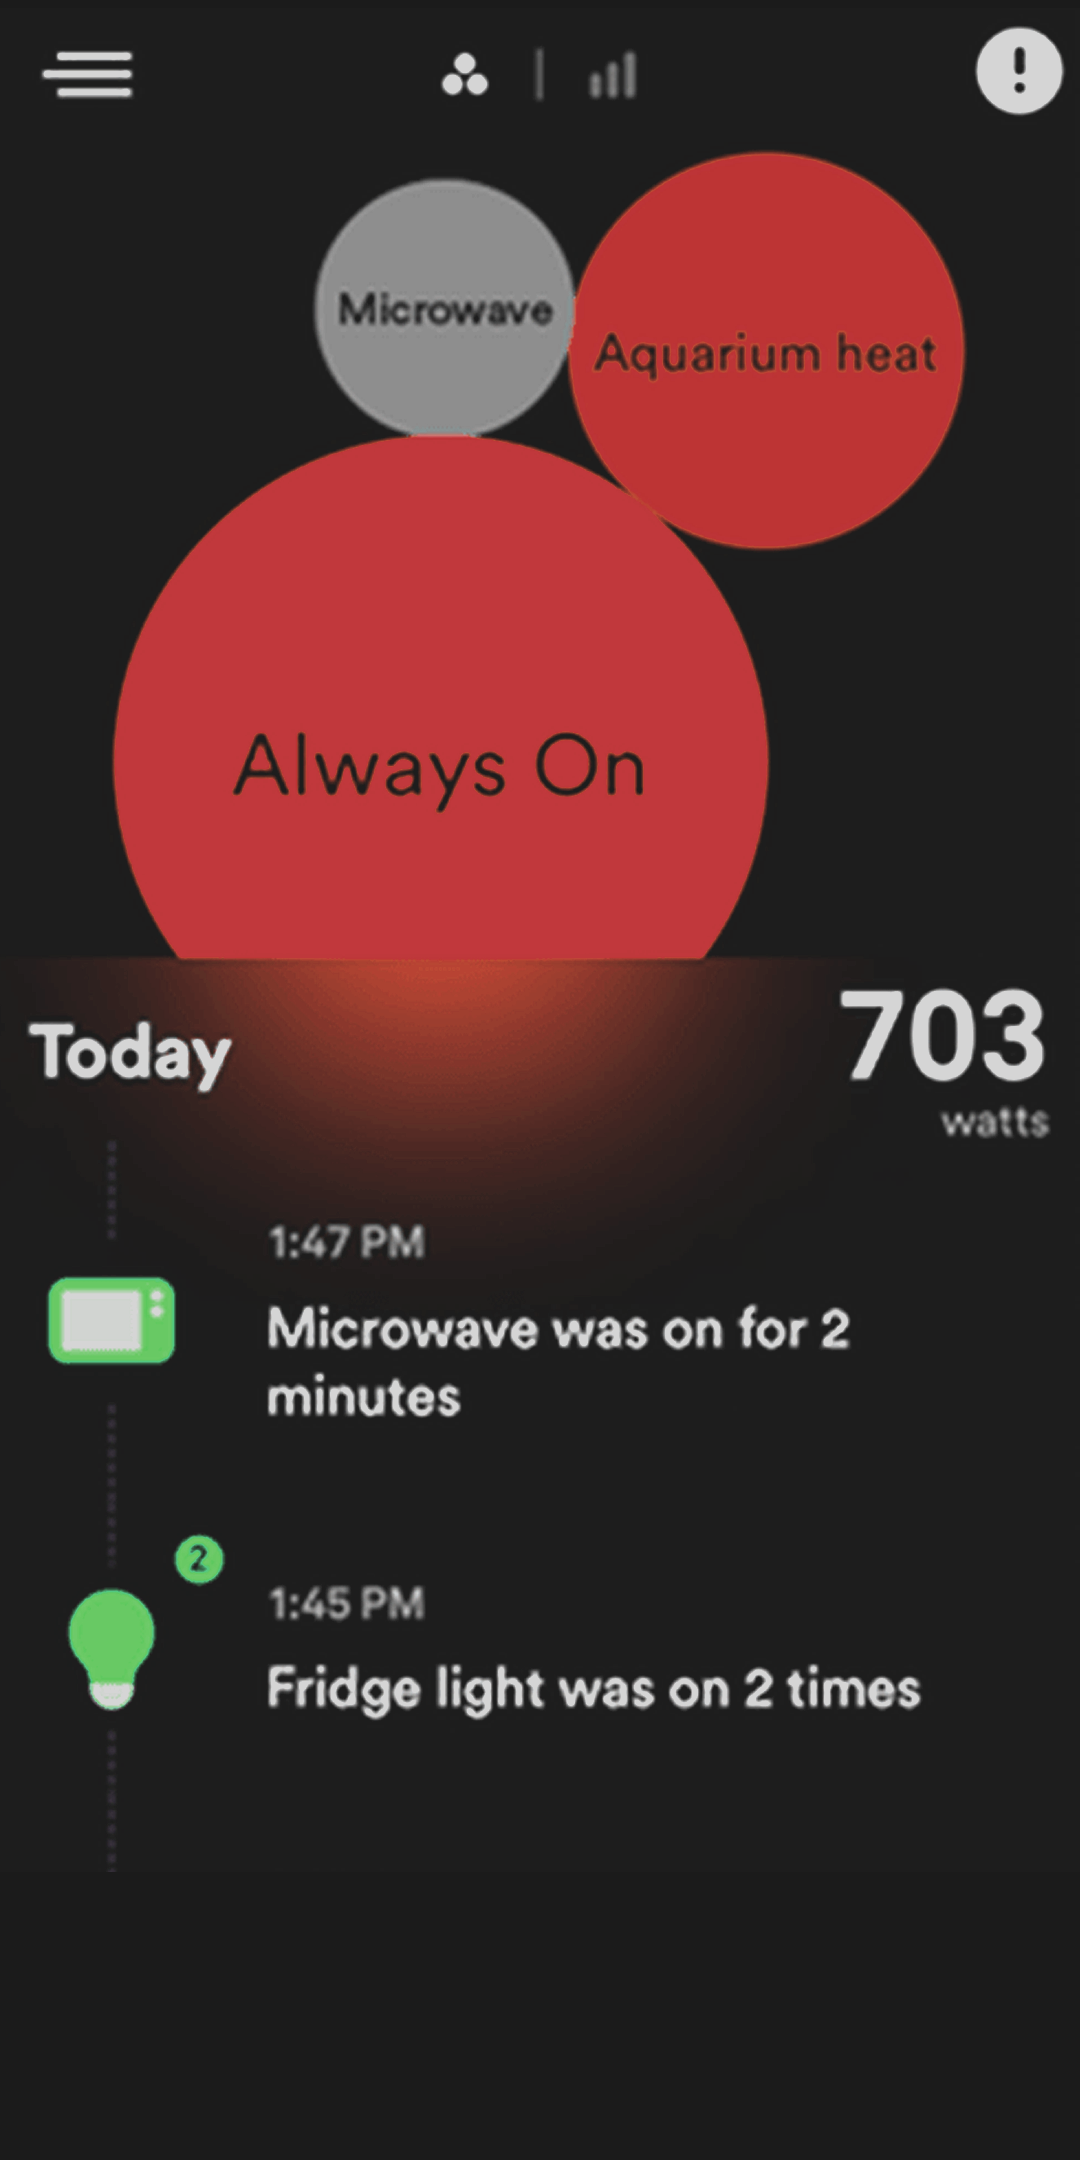 Microwave
Aquarium heat
Always On
Today
703
watts
1:47 PM
Microwave was on for 2
minutes
2
1:45 PM
Fridge light was on 2 times